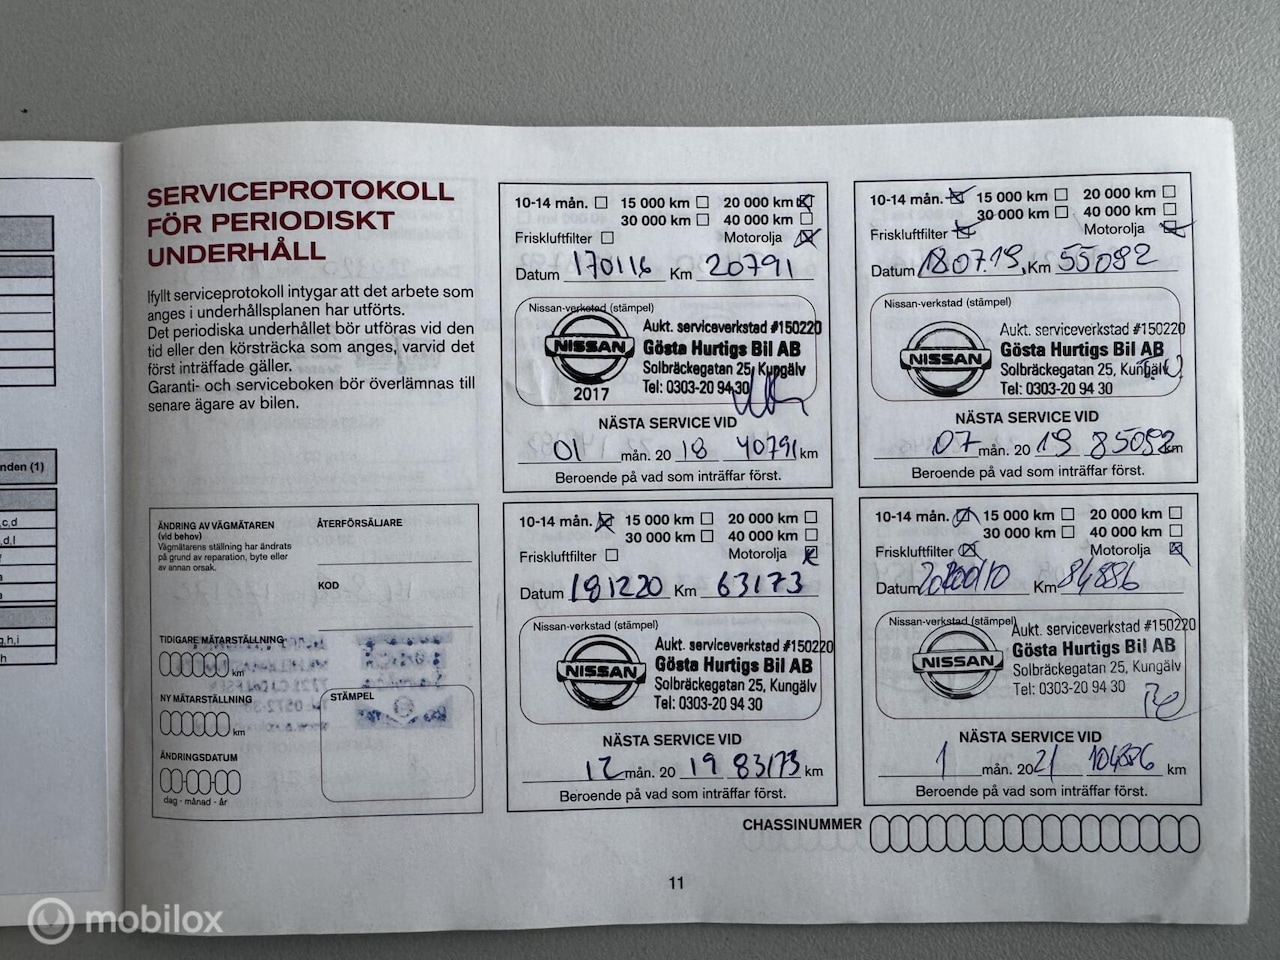 SERVICEPROTOKOLL
FÖR PERIODISKT
UNDERHÅLL
Ifyllt serviceprotokoll intygar att det arbete som
anges i underhållsplanen har utförts.
Det periodiska underhållet bör utföras vid den
tid eller den körsträcka som anges, varvid det
först inträffade gäller.
Garanti- och serviceboken bör överlämnas till
senare ägare av bilen.
10-14 mån. 15 000 km 20 000 km
30 000 km 40 000 km
Friskluftfilter Motorolja
Datum 170116 Km 20791
Nissan-verkstad (stämpel)
NISSAN
2017
Aukt. serviceverkstad #150220
Gösta Hurtigs Bil AB
Solbräckegatan 25, Kungälv
Tel: 0303-20 94 30
NÄSTA SERVICE VID
01 mån. 20 18 40791 km
Beroende på vad som inträffar först.
10-14 mån. 15 000 km 20 000 km
30 000 km 40 000 km
Friskluftfilter Motorolja
Datum 18.07.19, Km 55092
Nissan-verkstad (stämpel)
NISSAN
Aukt. serviceverkstad #150220
Gösta Hurtigs Bil AB
Solbräckegatan 25, Kungälv
Tel: 0303-20 94 30
NÄSTA SERVICE VID
07 mån. 20 19 85092 km
Beroende på vad som inträffar först.
ÄNDRING AV VÄGMÄTAREN
(vid behov)
Vägmätarens ställning har ändrats
på grund av reparation, byte eller
av annan orsak.
ÅTERFÖRSÄLJARE
KOD
TIDIGARE MÄTARSTÄLLNING
km
NY MÄTARSTÄLLNING
km
ÄNDRINGSDATUM
dag - månad - år
STÄMPEL
10-14 mån. 15 000 km 20 000 km
30 000 km 40 000 km
Friskluftfilter Motorolja
Datum 181220 Km 63173
Nissan-verkstad (stämpel)
NISSAN
Aukt. serviceverkstad #150220
Gösta Hurtigs Bil AB
Solbräckegatan 25, Kungälv
Tel: 0303-20 94 30
NÄSTA SERVICE VID
12 mån. 20 19 83173 km
Beroende på vad som inträffar först.
10-14 mån. 15 000 km 20 000 km
30 000 km 40 000 km
Friskluftfilter Motorolja
Datum Km 84886
Nissan-verkstad (stämpel)
NISSAN
Aukt. serviceverkstad #150220
Gösta Hurtigs Bil AB
Solbräckegatan 25, Kungälv
Tel: 0303-20 94 30
NÄSTA SERVICE VID
1 mån. 2021 104886 km
Beroende på vad som inträffar först.
CHASSINUMMER
11
nden (1)
c,d
d,l
g,h,i
h
mobilox